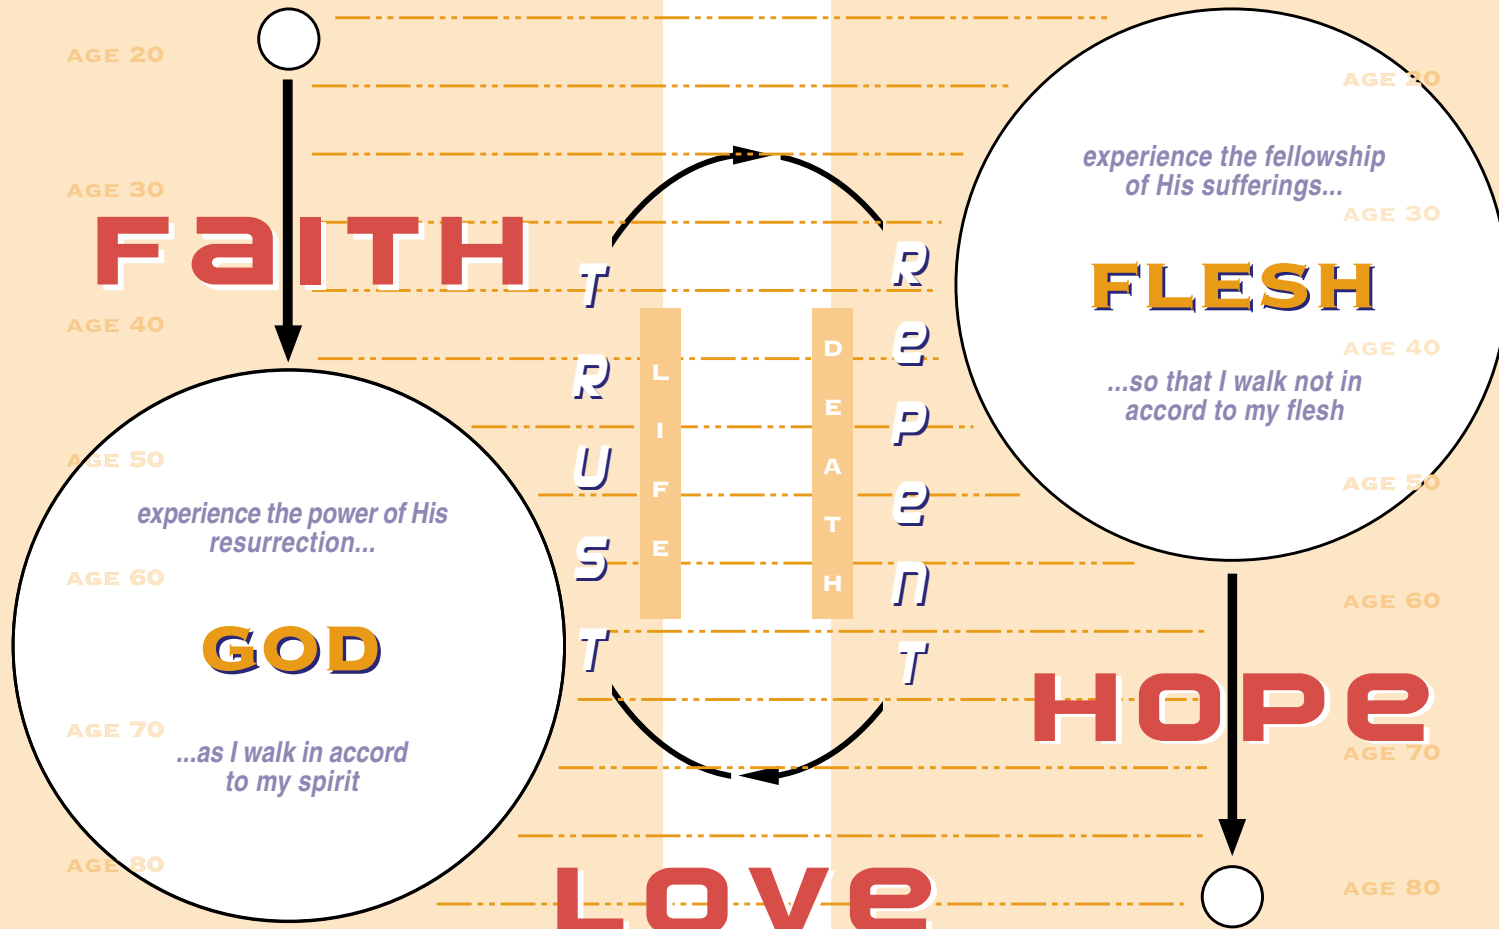 AGE 20
AGE 30
FaITH
AGE 40
AGE 50
experience the power of His
resurrection...
AGE 60
GOD
AGE 70
...as I walk in accord
to my spirit
AGE 80
TRUST
LIFE
DEATH
RePenT
AGE 20
experience the fellowship
of His sufferings...
AGE 30
FLESH
AGE 40
...so that I walk not in
accord to my flesh
AGE 50
AGE 60
HOPe
AGE 70
AGE 80
LOVe